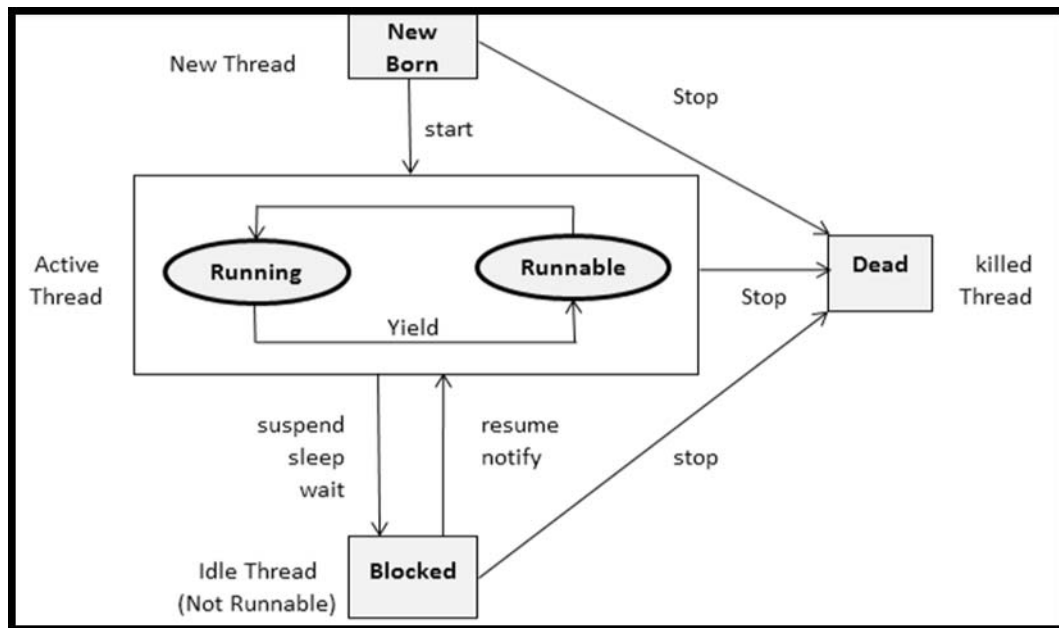 New
Born
New Thread
Stop
start
Active
Thread
Running
Runnable
Yield
Stop
Dead
killed
Thread
suspend
sleep
wait
resume
notify
stop
Idle Thread
(Not Runnable)
Blocked